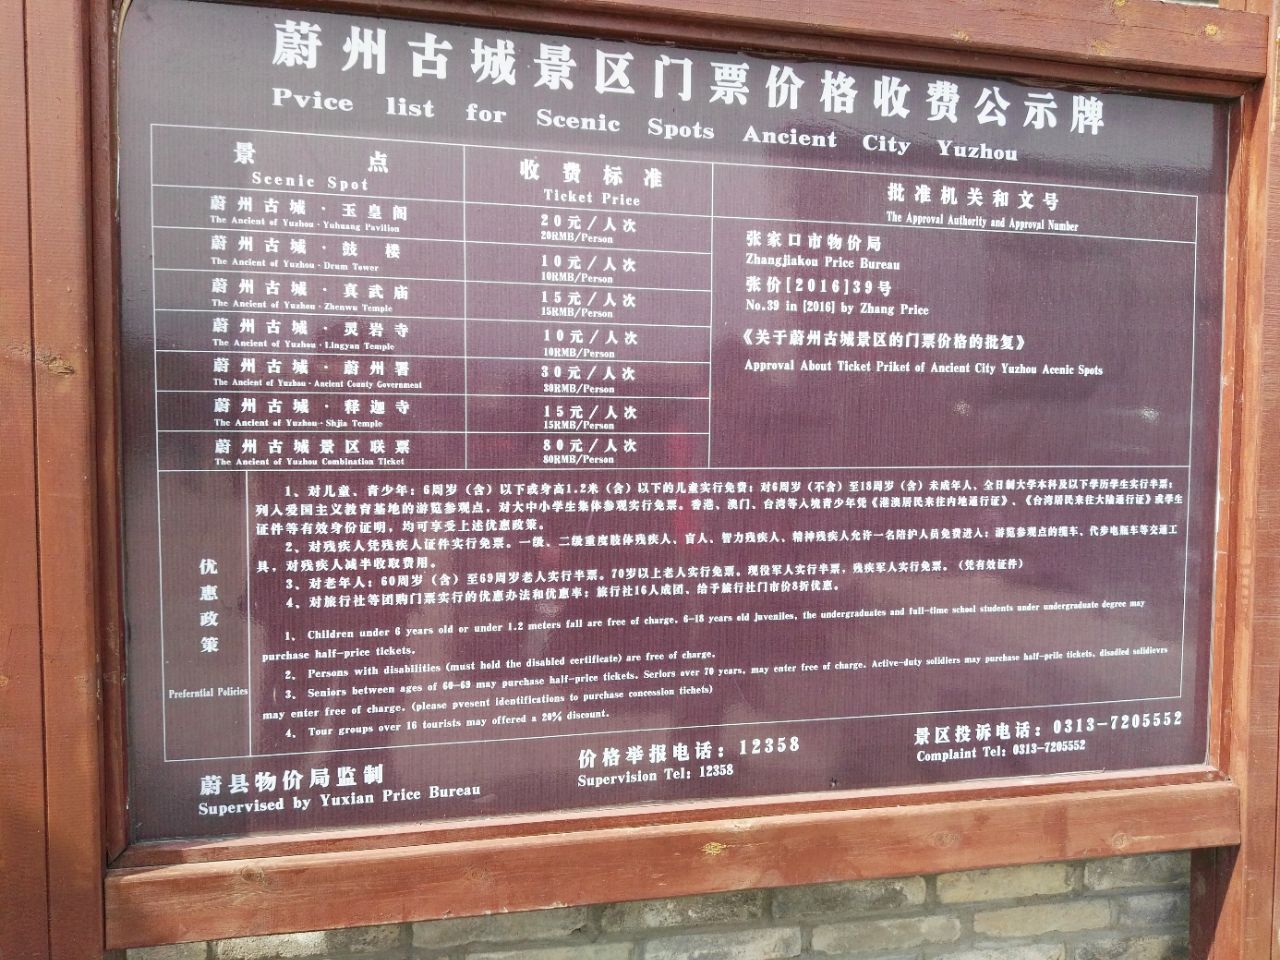 蔚州古城景区门票价格收费公示牌
Pvice list for Scenic Spots Ancient City Yuzhou
景 点
Scenic Spot
收费标准
Ticket Price
批准机关和文号
The Approval Authority and Approval Number
蔚州古城·玉皇阁
The Ancient of Yuzhou·Yuhuang Pavilion
20元/人次
20RMB/Person
蔚州古城·鼓 楼
The Ancient of Yuzhou·Drum Tower
10元/人次
10RMB/Person
蔚州古城·真武庙
The Ancient of Yuzhou·Zhenwu Temple
15元/人次
15RMB/Person
蔚州古城·灵岩寺
The Ancient of Yuzhou·Lingyan Temple
10元/人次
10RMB/Person
蔚州古城·蔚州署
The Ancient of Yuzhou·Ancient County Government
30元/人次
30RMB/Person
蔚州古城·释迦寺
The Ancient of Yuzhou·Shjia Temple
15元/人次
15RMB/Person
蔚州古城景区联票
The Ancient of Yuzhou Combination Ticket
80元/人次
80RMB/Person
张家口市物价局
Zhangjiakou Price Bureau
张价[2016]39号
No.39 in [2016] by Zhang Price
《关于蔚州古城景区的门票价格的批复》
Approval About Ticket Priket of Ancient City Yuzhou Acenic Spots
优惠政策
Preferntial Policies
1、对儿童、青少年：6周岁（含）以下或身高1.2米（含）以下的儿童实行免费；对6周岁（不含）至18周岁（含）未成年人、全日制大学本科及以下学历学生实行半票；
列入爱国主义教育基地的游览参观点，对大中小学生集体参观实行免票。香港、澳门、台湾等入境青少年凭《港澳居民来往内地通行证》、《台湾居民来往大陆通行证》或学生
证件等有效身份证明，均可享受上述优惠政策。
2、对残疾人凭残疾人证件实行免票。一级、二级重度肢体残疾人、盲人、智力残疾人、精神残疾人允许一名陪护人员免费进入；游览参观点的缆车、代步电瓶车等交通工
具，对残疾人减半收取费用。
3、对老年人：60周岁（含）至69周岁老人实行半票。70岁以上老人实行免票。现役军人实行半票，残疾军人实行免票。（凭有效证件）
4、对旅行社等团购门票实行的优惠办法和优惠率：旅行社16人成团、给予旅行社门市价8折优惠。
1、Children under 6 years old or under 1.2 meters fall are free of charge. 6-18 years old juveniles, the undergraduates and full-time school students under undergraduate degree may
purchase half-price tickets.
2、Persons with disabilities (must hold the disabled certificate) are free of charge.
3、Seniors between ages of 60-69 may purchase half-price tickets. Seriors over 70 years, may enter free of charge. Active-duty solidiers may purchase half-prile tickets, disadled solidievrs
may enter free of charge. (please pvesent identifications to purchase concession tichets)
4、Tour groups over 16 tourists may offered a 20% discount.
蔚县物价局监制
Supervised by Yuxian Price Bureau
价格举报电话：12358
Supervision Tel: 12358
景区投诉电话：0313-7205552
Complaint Tel: 0313-7205552